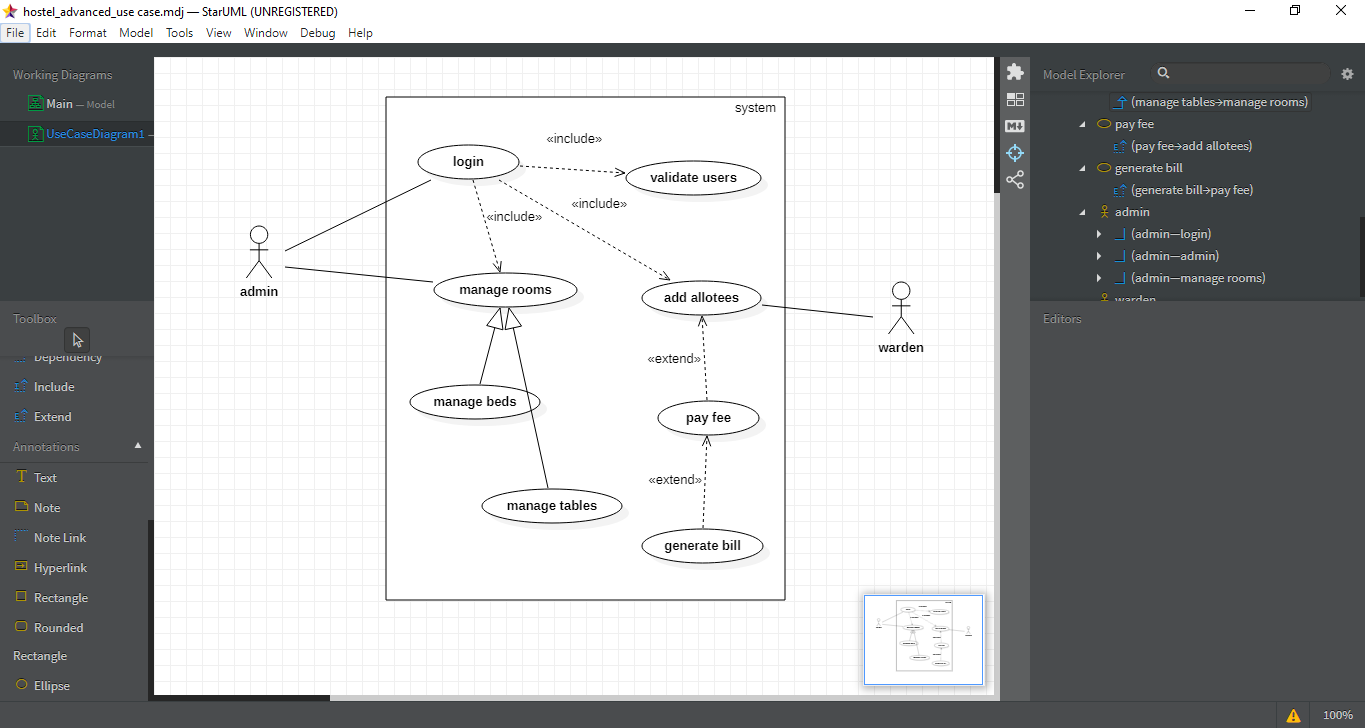 hostel_advanced_use case.mdj — StarUML (UNREGISTERED)
File Edit Format Model Tools View Window Debug Help
Working Diagrams
Main — Model
UseCaseDiagram1 —
Toolbox
Dependency
Include
Extend
Annotations
Text
Note
Note Link
Hyperlink
Rectangle
Rounded
Rectangle
Ellipse
system
«include»
login
validate users
«include»
«include»
admin
manage rooms
add allotees
warden
«extend»
manage beds
pay fee
«extend»
manage tables
generate bill
M
Model Explorer
(manage tables→manage rooms)
pay fee
(pay fee→add allotees)
generate bill
(generate bill→pay fee)
admin
(admin—login)
(admin—admin)
(admin—manage rooms)
warden
Editors
100%